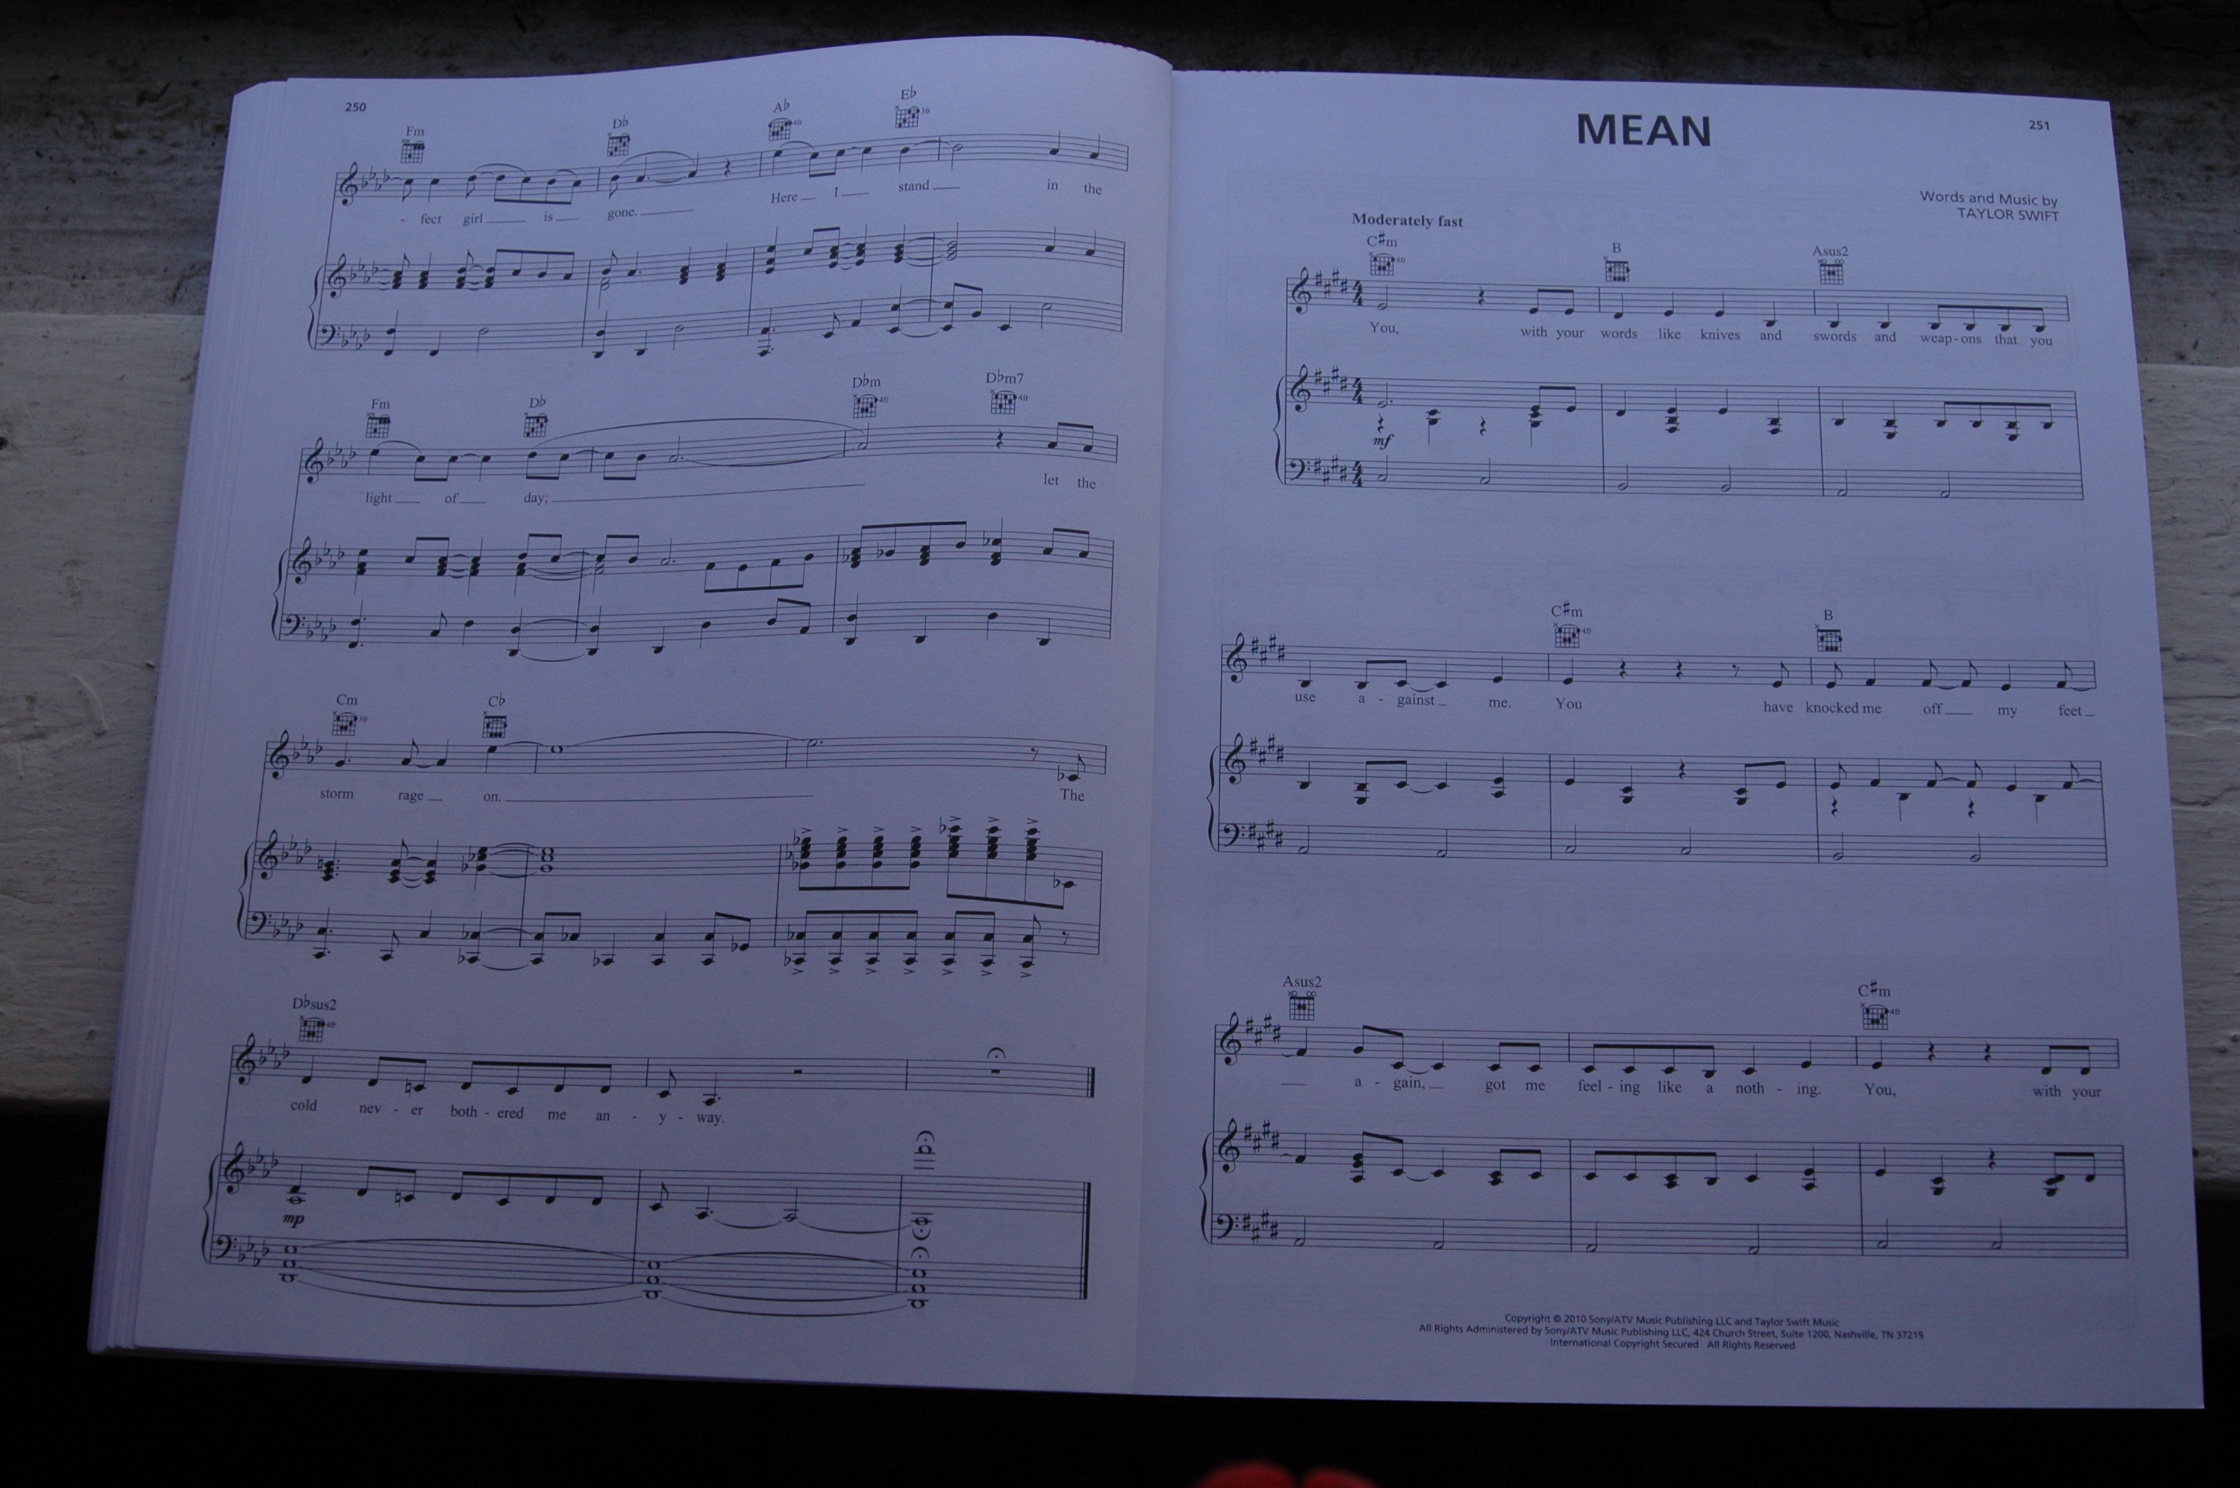 250
Fm Db Ab Eb
- fect girl is gone. Here I stand in the
Fm Db Dbm Dbm7
light of day; let the
Cm Cb
storm rage on. The
Dbsus2
cold nev - er both - ered me an - y - way.
mp
MEAN
251
Words and Music by
TAYLOR SWIFT
Moderately fast
C#m B Asus2
You, with your words like knives and swords and weap - ons that you
mf
C#m B
use a - gainst me. You have knocked me off my feet
Asus2 C#m
a - gain, got me feel - ing like a noth - ing. You, with your
Copyright © 2010 Sony/ATV Music Publishing LLC and Taylor Swift Music
All Rights Administered by Sony/ATV Music Publishing LLC, 424 Church Street, Suite 1200, Nashville, TN 37219
International Copyright Secured All Rights Reserved